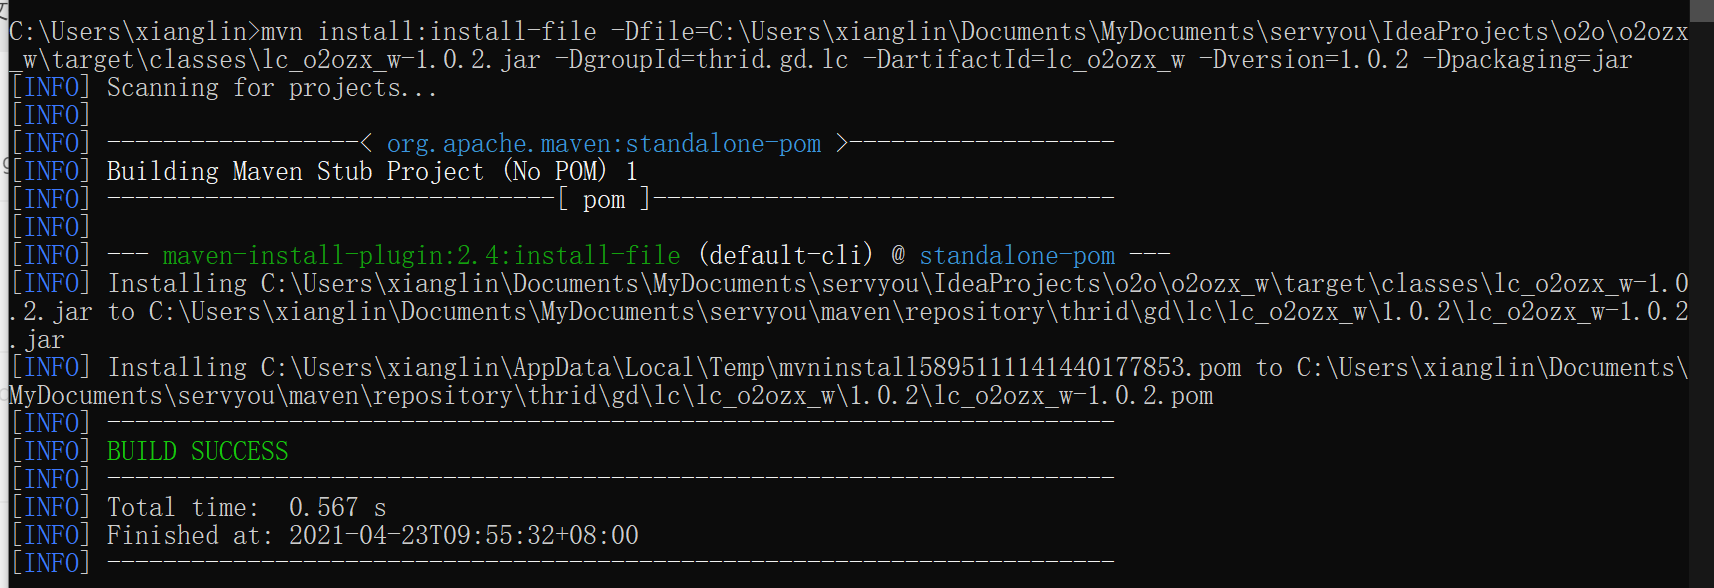 C:\Users\xianglin>mvn install:install-file -Dfile=C:\Users\xianglin\Documents\MyDocuments\servyou\IdeaProjects\o2o\o2ozx
_w\target\classes\lc_o2ozx_w-1.0.2.jar -DgroupId=thrid.gd.lc -DartifactId=lc_o2ozx_w -Dversion=1.0.2 -Dpackaging=jar
[INFO] Scanning for projects...
[INFO]
[INFO] ------------------< org.apache.maven:standalone-pom >-------------------
[INFO] Building Maven Stub Project (No POM) 1
[INFO] --------------------------------[ pom ]---------------------------------
[INFO]
[INFO] --- maven-install-plugin:2.4:install-file (default-cli) @ standalone-pom ---
[INFO] Installing C:\Users\xianglin\Documents\MyDocuments\servyou\IdeaProjects\o2o\o2ozx_w\target\classes\lc_o2ozx_w-1.0
.2.jar to C:\Users\xianglin\Documents\MyDocuments\servyou\maven\repository\thrid\gd\lc\lc_o2ozx_w\1.0.2\lc_o2ozx_w-1.0.2
.jar
[INFO] Installing C:\Users\xianglin\AppData\Local\Temp\mvninstall5895111141440177853.pom to C:\Users\xianglin\Documents\
MyDocuments\servyou\maven\repository\thrid\gd\lc\lc_o2ozx_w\1.0.2\lc_o2ozx_w-1.0.2.pom
[INFO] ------------------------------------------------------------------------
[INFO] BUILD SUCCESS
[INFO] ------------------------------------------------------------------------
[INFO] Total time:  0.567 s
[INFO] Finished at: 2021-04-23T09:55:32+08:00
[INFO] ------------------------------------------------------------------------